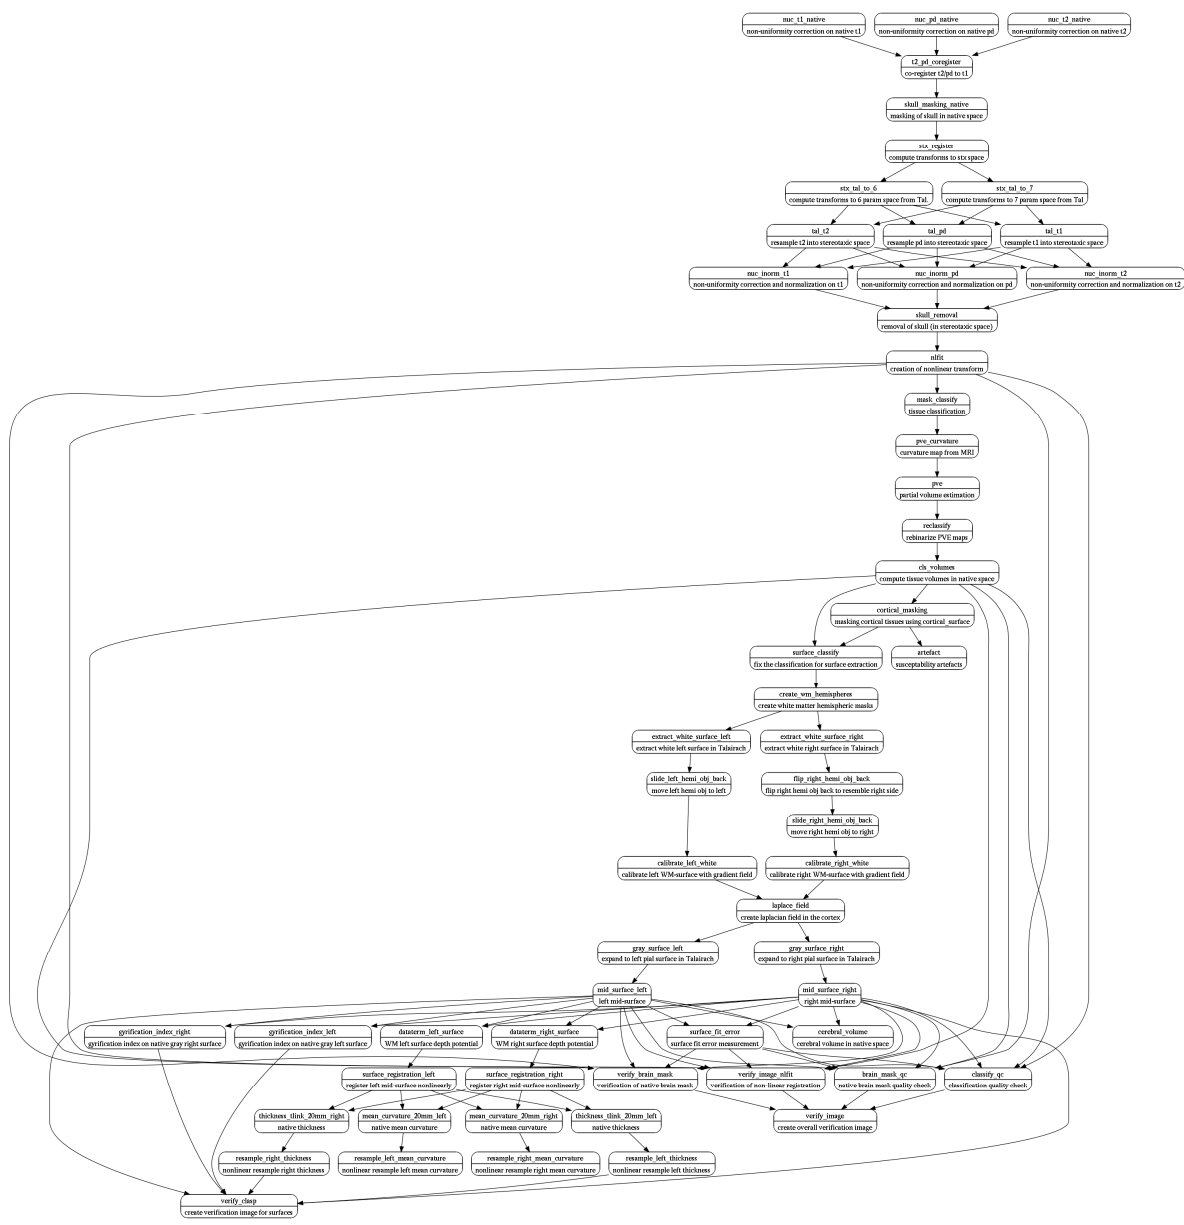 nuc_t1_native
non-uniformity correction on native t1
nuc_pd_native
non-uniformity correction on native pd
nuc_t2_native
non-uniformity correction on native t2
t2_pd_coregister
co-register t2/pd to t1
skull_masking_native
masking of skull in native space
stx_register
compute transforms to stx space
stx_tal_to_6
compute transforms to 6 param space from Tal.
stx_tal_to_7
compute transforms to 7 param space from Tal
tal_t2
resample t2 into stereotaxic space
tal_pd
resample pd into stereotaxic space
tal_t1
resample t1 into stereotaxic space
nuc_inorm_t1
non-uniformity correction and normalization on t1
nuc_inorm_pd
non-uniformity correction and normalization on pd
nuc_inorm_t2
non-uniformity correction and normalization on t2
skull_removal
removal of skull (in stereotaxic space)
nlfit
creation of nonlinear transform
mask_classify
tissue classification
pve_curvature
curvature map from MRI
pve
partial volume estimation
reclassify
rebinarize PVE maps
cls_volumes
compute tissue volumes in native space
cortical_masking
masking cortical tissues using cortical_surface
surface_classify
fix the classification for surface extraction
artefact
susceptability artefacts
create_wm_hemispheres
create white matter hemispheric masks
extract_white_surface_left
extract white left surface in Talairach
extract_white_surface_right
extract white right surface in Talairach
slide_left_hemi_obj_back
move left hemi obj to left
flip_right_hemi_obj_back
flip right hemi obj back to resemble right side
slide_right_hemi_obj_back
move right hemi obj to right
calibrate_left_white
calibrate left WM-surface with gradient field
calibrate_right_white
calibrate right WM-surface with gradient field
laplace_field
create laplacian field in the cortex
gray_surface_left
expand to left pial surface in Talairach
gray_surface_right
expand to right pial surface in Talairach
mid_surface_left
left mid-surface
mid_surface_right
right mid-surface
gyrification_index_right
gyrification index on native gray right surface
gyrification_index_left
gyrification index on native gray left surface
dataterm_left_surface
WM left surface depth potential
dataterm_right_surface
WM right surface depth potential
surface_fit_error
surface fit error measurement
cerebral_volume
cerebral volume in native space
surface_registration_left
register left mid-surface nonlinearly
surface_registration_right
register right mid-surface nonlinearly
verify_brain_mask
verification of native brain mask
verify_image_nlfit
verification of non-linear registration
brain_mask_qc
native brain mask quality check
classify_qc
classification quality check
thickness_tlink_20mm_right
native thickness
mean_curvature_20mm_left
native mean curvature
mean_curvature_20mm_right
native mean curvature
thickness_tlink_20mm_left
native thickness
verify_image
create overall verification image
resample_right_thickness
nonlinear resample right thickness
resample_left_mean_curvature
nonlinear resample left mean curvature
resample_right_mean_curvature
nonlinear resample right mean curvature
resample_left_thickness
nonlinear resample left thickness
verify_clasp
create verification image for surfaces